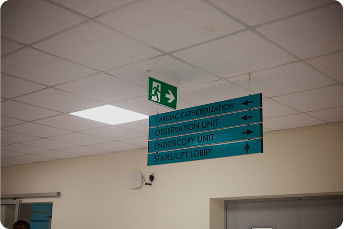 CARDIAC CATHETERIZATION
OBSERVATION UNIT
ENDOSCOPY UNIT
STAIRS/LIFT LOBBY